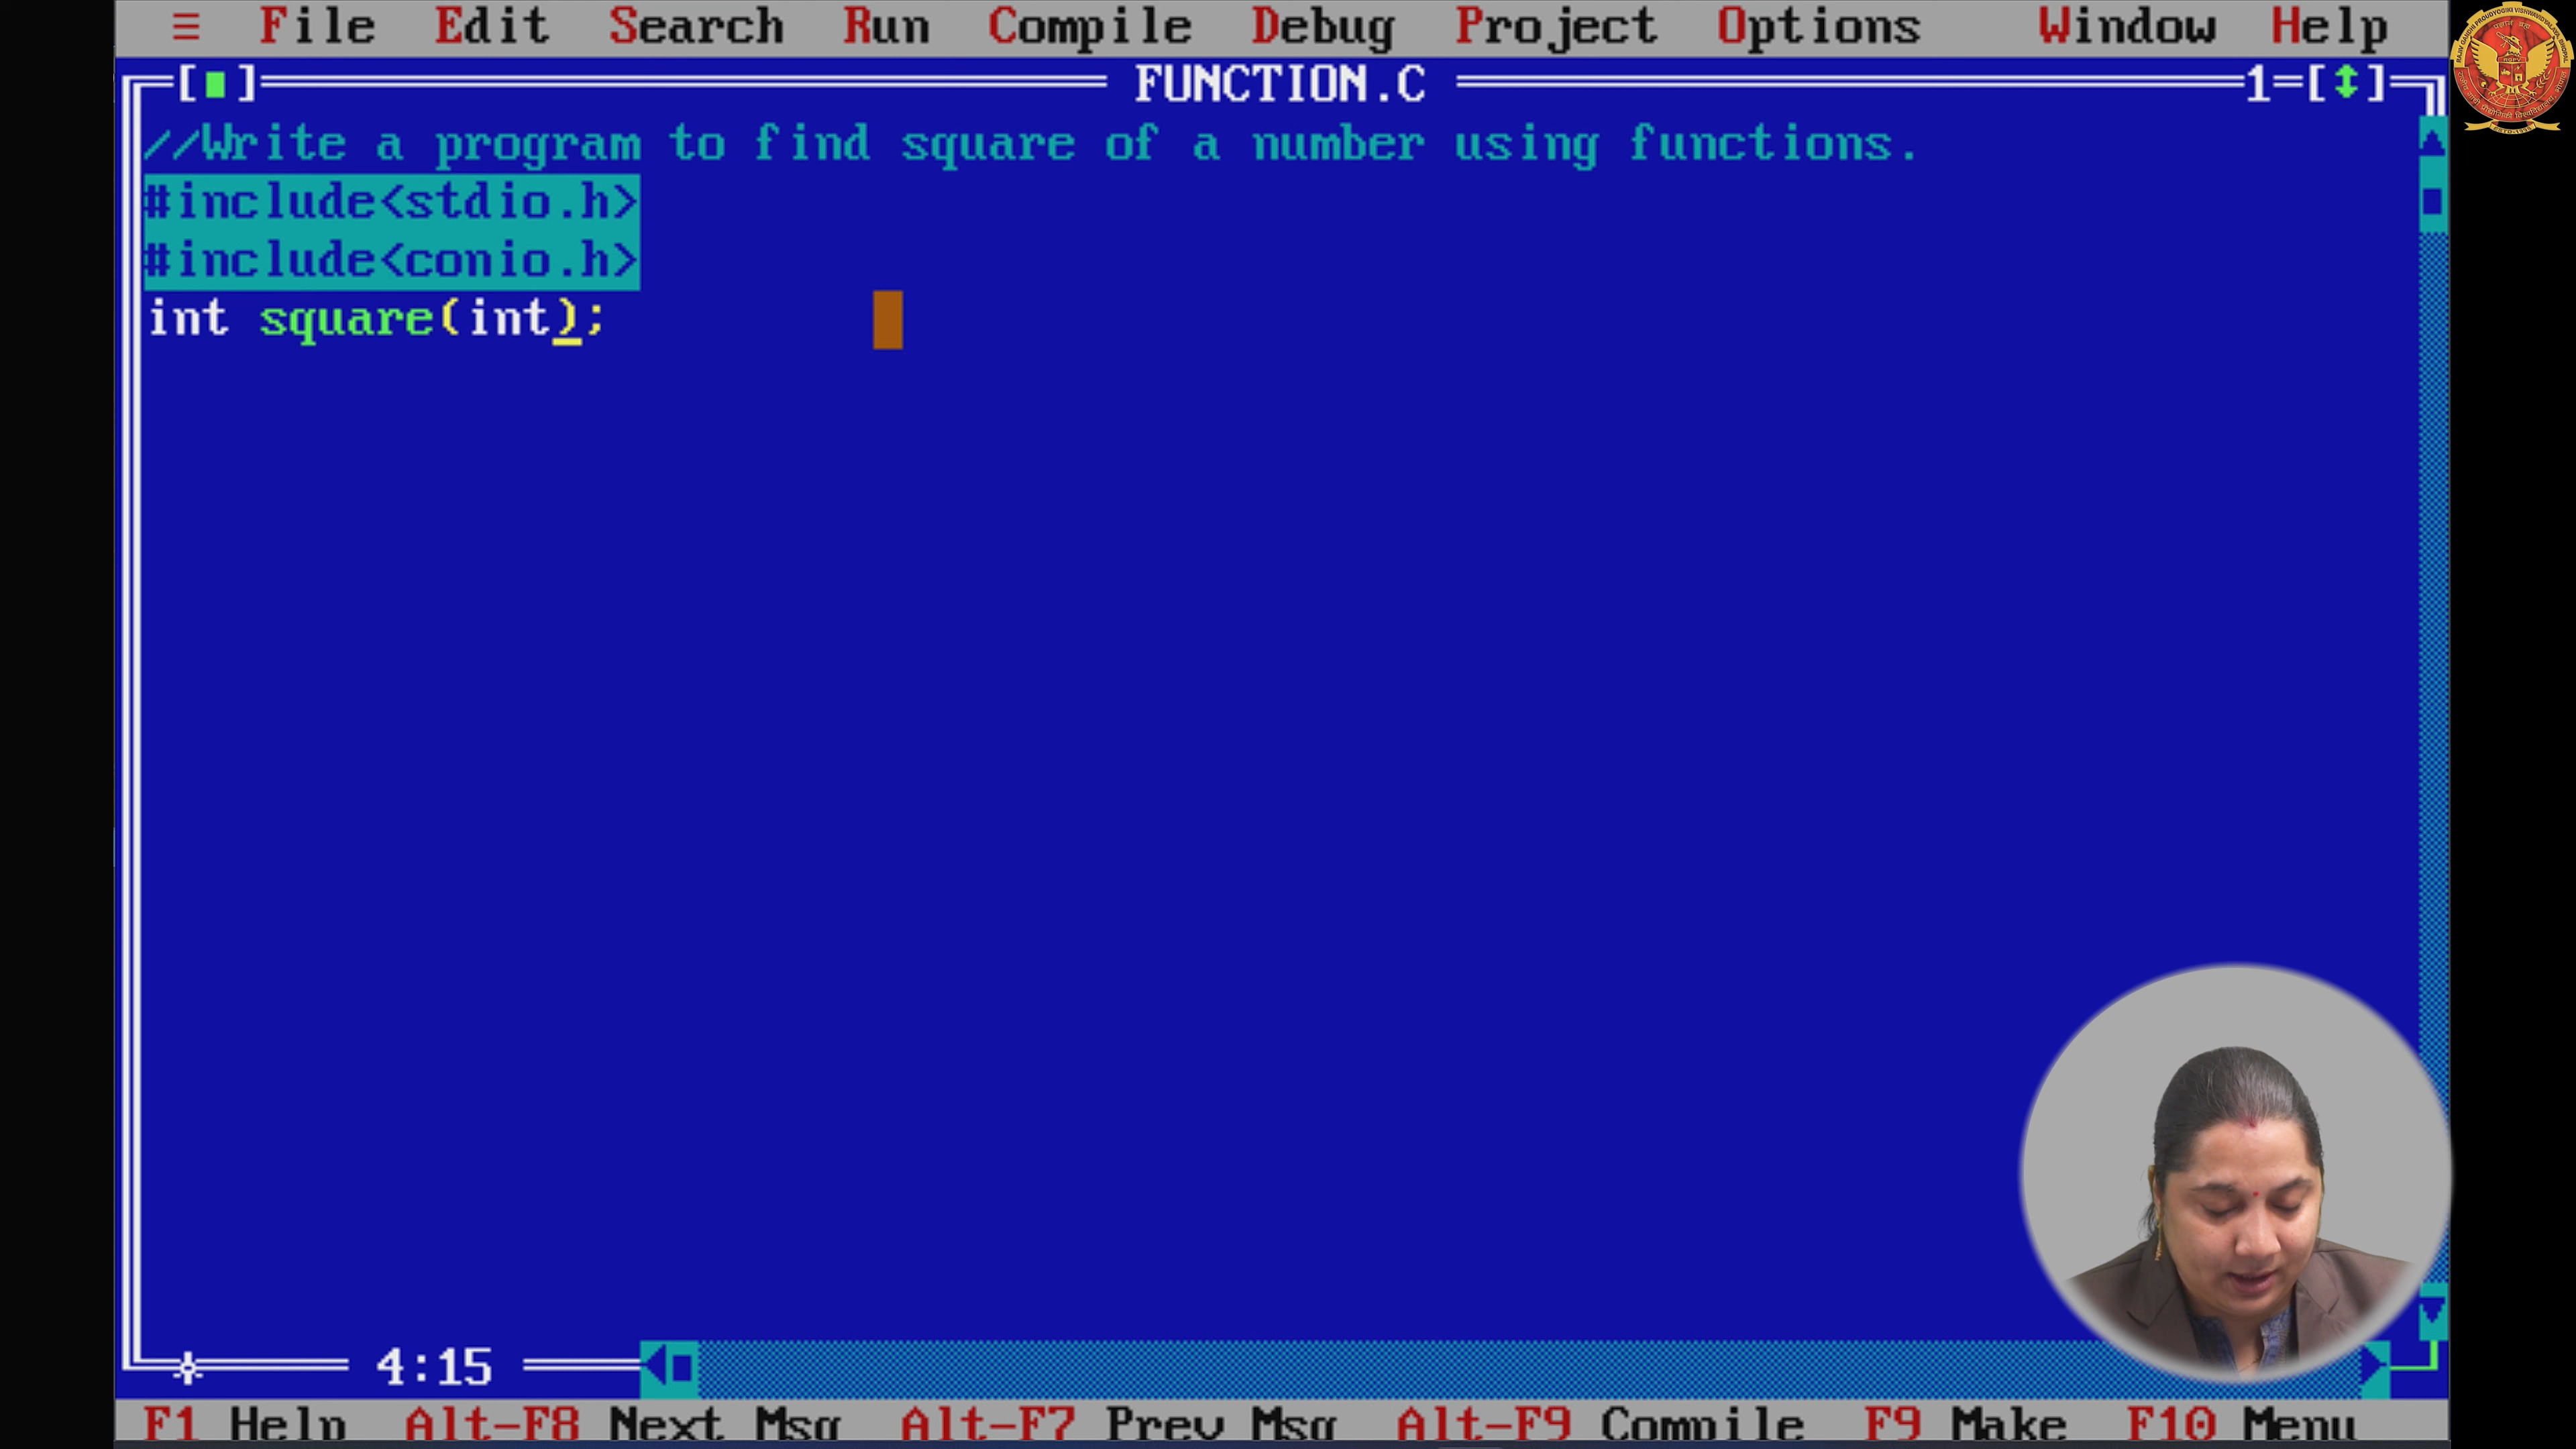 ≡ File Edit Search Run Compile Debug Project Options Window Help
[■] FUNCTION.C 1=[↕]
//Write a program to find square of a number using functions.
#include<stdio.h>
#include<conio.h>
int square(int);
4:15
F1 Help Alt-F8 Next Msg Alt-F7 Prev Msg Alt-F9 Compile F9 Make F10 Menu